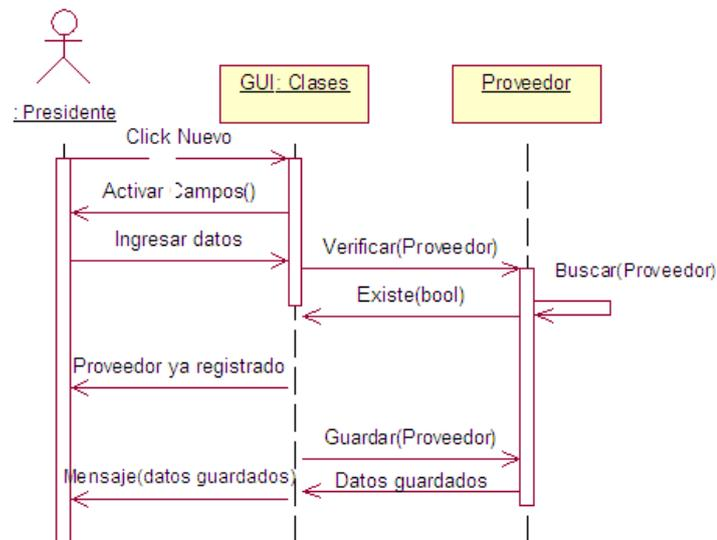 : Presidente
GUI: Clases
Proveedor
Click Nuevo
Activar Campos()
Ingresar datos
Verificar(Proveedor)
Buscar(Proveedor)
Existe(bool)
Proveedor ya registrado
Guardar(Proveedor)
Mensaje(datos guardados)
Datos guardados